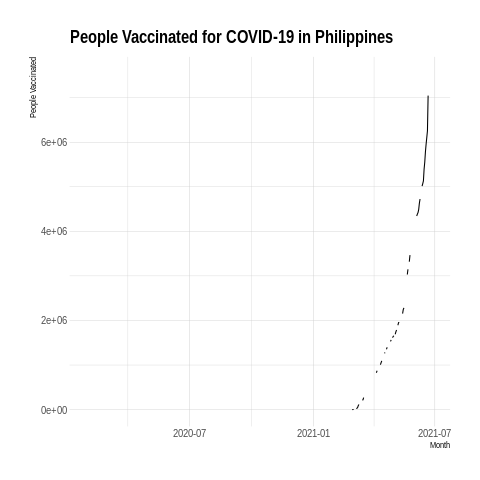 People Vaccinated for COVID-19 in Philippines
People Vaccinated
6e+06
4e+06
2e+06
0e+00
2020-07
2021-01
2021-07
Month